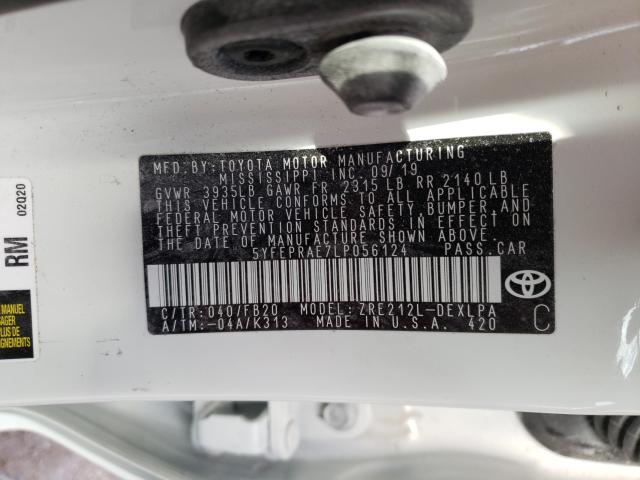 MFD. BY: TOYOTA MOTOR MANUFACTURING
MISSISSIPPI INC. 09/19
GVWR 3935LB GAWR FR 2315 LB RR 2140 LB
THIS VEHICLE CONFORMS TO ALL APPLICABLE
FEDERAL MOTOR VEHICLE SAFETY, BUMPER, AND
THEFT PREVENTION STANDARDS IN EFFECT ON
THE DATE OF MANUFACTURE SHOWN ABOVE.
5YFEPRAE7LP056124 PASS. CAR
C/TR: 040/FB20 MODEL: ZRE212L-DEXLPA
A/TM: -04A/K313 MADE IN U.S.A. 420
C
RM
02020